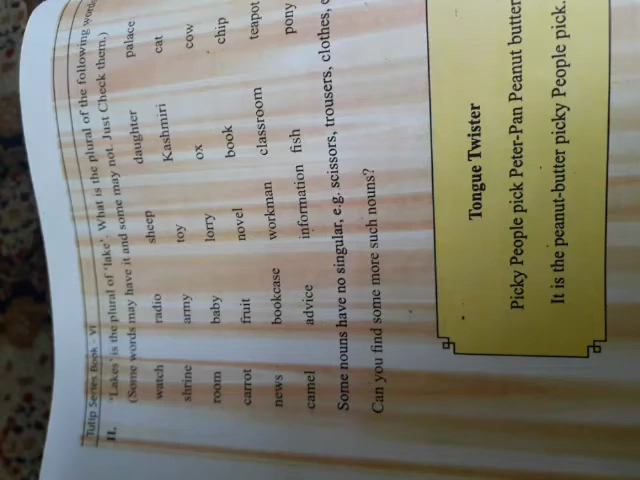 Tulip Series Book - VI
II. 'Lakes' is the plural of 'lake'. What is the plural of the following
(Some words may have it and some may not. Just Check them.)
watch radio sheep daughter palace
shrine army toy Kashmiri cat
room baby lorry ox cow
carrot fruit novel book chip
news bookcase workman classroom teapot
camel advice information fish pony
Some nouns have no singular, e.g. scissors, trousers, clothes,
Can you find some more such nouns?
Tongue Twister
Picky People pick Peter-Pan Peanut butter
It is the peanut-butter picky People pick.